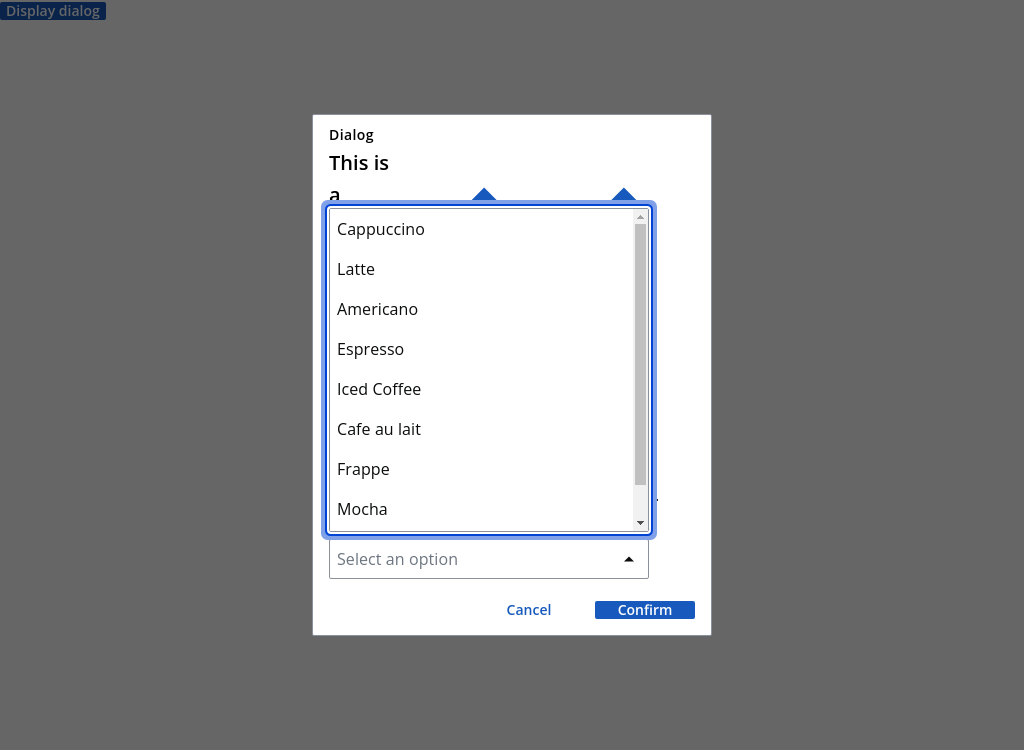 Display dialog
Dialog
This is
a
Cappuccino
Latte
Americano
Espresso
Iced Coffee
Cafe au lait
Frappe
Mocha
Select an option
Cancel
Confirm